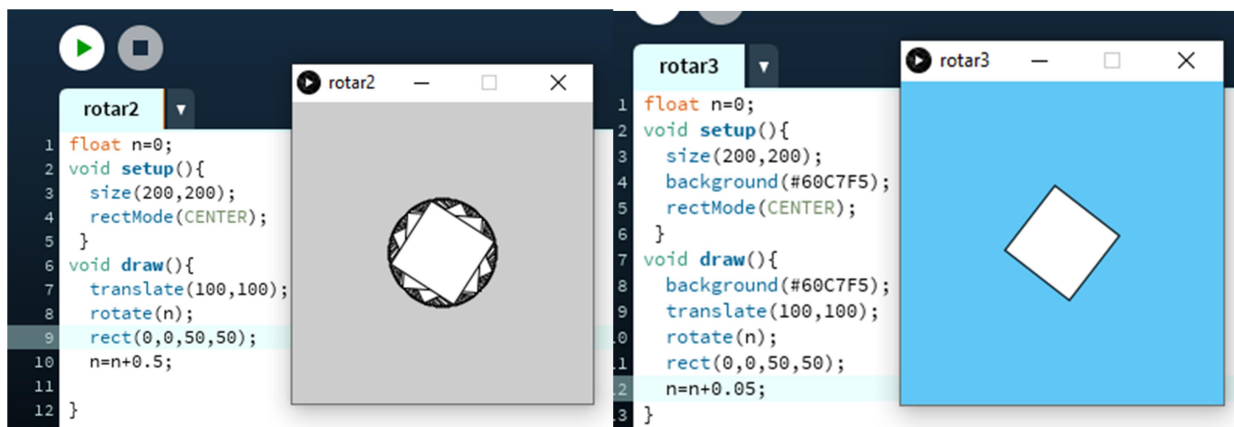 rotar2
1 float n=0;
2 void setup(){
3 size(200,200);
4 rectMode(CENTER);
5 }
6 void draw(){
7 translate(100,100);
8 rotate(n);
9 rect(0,0,50,50);
10 n=n+0.5;
11
12 }
rotar2
rotar3
1 float n=0;
2 void setup(){
3 size(200,200);
4 background(#60C7F5);
5 rectMode(CENTER);
6 }
7 void draw(){
8 background(#60C7F5);
9 translate(100,100);
10 rotate(n);
11 rect(0,0,50,50);
12 n=n+0.05;
13 }
rotar3